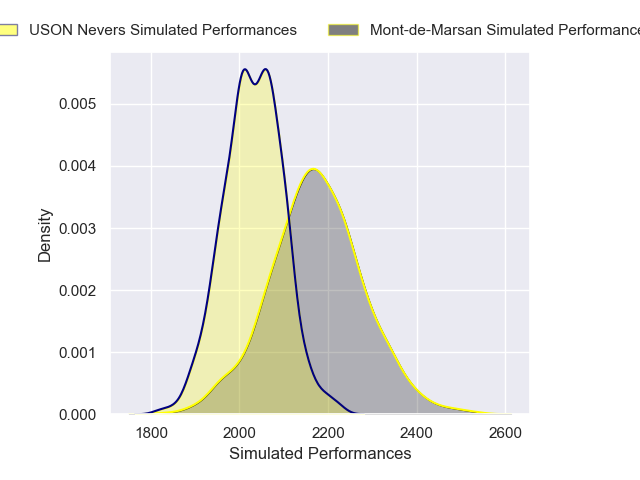 USON Nevers Simulated Performances
Mont-de-Marsan Simulated Performance
0.005
0.004
0.003
0.002
0.001
0.000
Density
1800 2000 2200 2400 2600
Simulated Performances